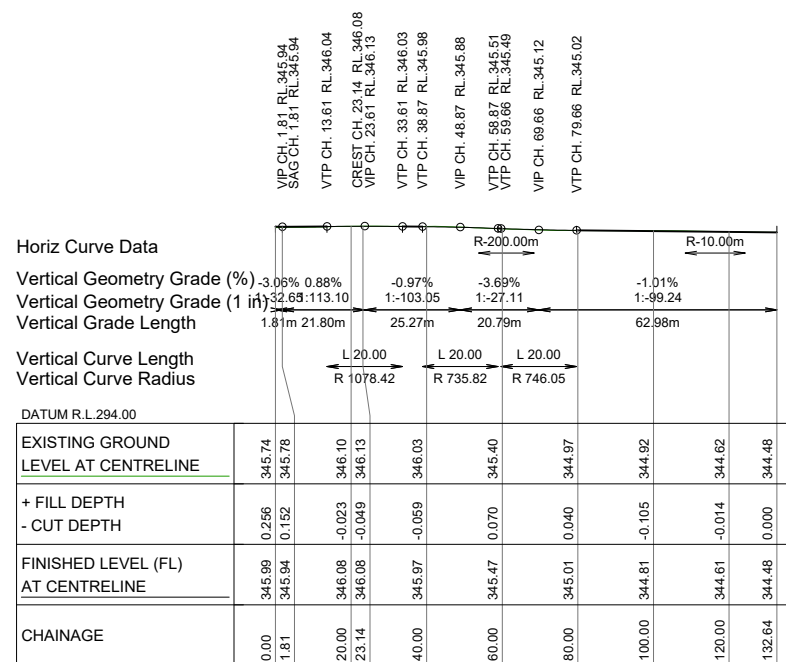 VIP CH. 1.81 RL.345.94
SAG CH. 1.81 RL.345.94
VTP CH. 13.61 RL.346.04
CREST CH. 23.14 RL.346.08
VIP CH. 23.61 RL.346.13
VTP CH. 33.61 RL.346.03
VTP CH. 38.87 RL.345.98
VIP CH. 48.87 RL.345.88
VTP CH. 58.87 RL.345.51
VTP CH. 59.66 RL.345.49
VIP CH. 69.66 RL.345.12
VTP CH. 79.66 RL.345.02
Horiz Curve Data R-200.00m R-10.00m
Vertical Geometry Grade (%) -3.06% 0.88% -0.97% -3.69% -1.01%
Vertical Geometry Grade (1 in) 1:-32.65 1:113.10 1:-103.05 1:-27.11 1:-99.24
Vertical Grade Length 1.81m 21.80m 25.27m 20.79m 62.98m
Vertical Curve Length L 20.00 L 20.00 L 20.00
Vertical Curve Radius R 1078.42 R 735.82 R 746.05
DATUM R.L.294.00
EXISTING GROUND
LEVEL AT CENTRELINE 345.74 345.78 346.10 346.13 346.03 345.40 344.97 344.92 344.62 344.48
+ FILL DEPTH
- CUT DEPTH 0.256 0.152 -0.023 -0.049 -0.059 0.070 0.040 -0.105 -0.014 0.000
FINISHED LEVEL (FL)
AT CENTRELINE 345.99 345.94 346.08 346.08 345.97 345.47 345.01 344.81 344.61 344.48
CHAINAGE 0.00 1.81 20.00 23.14 40.00 60.00 80.00 100.00 120.00 132.64